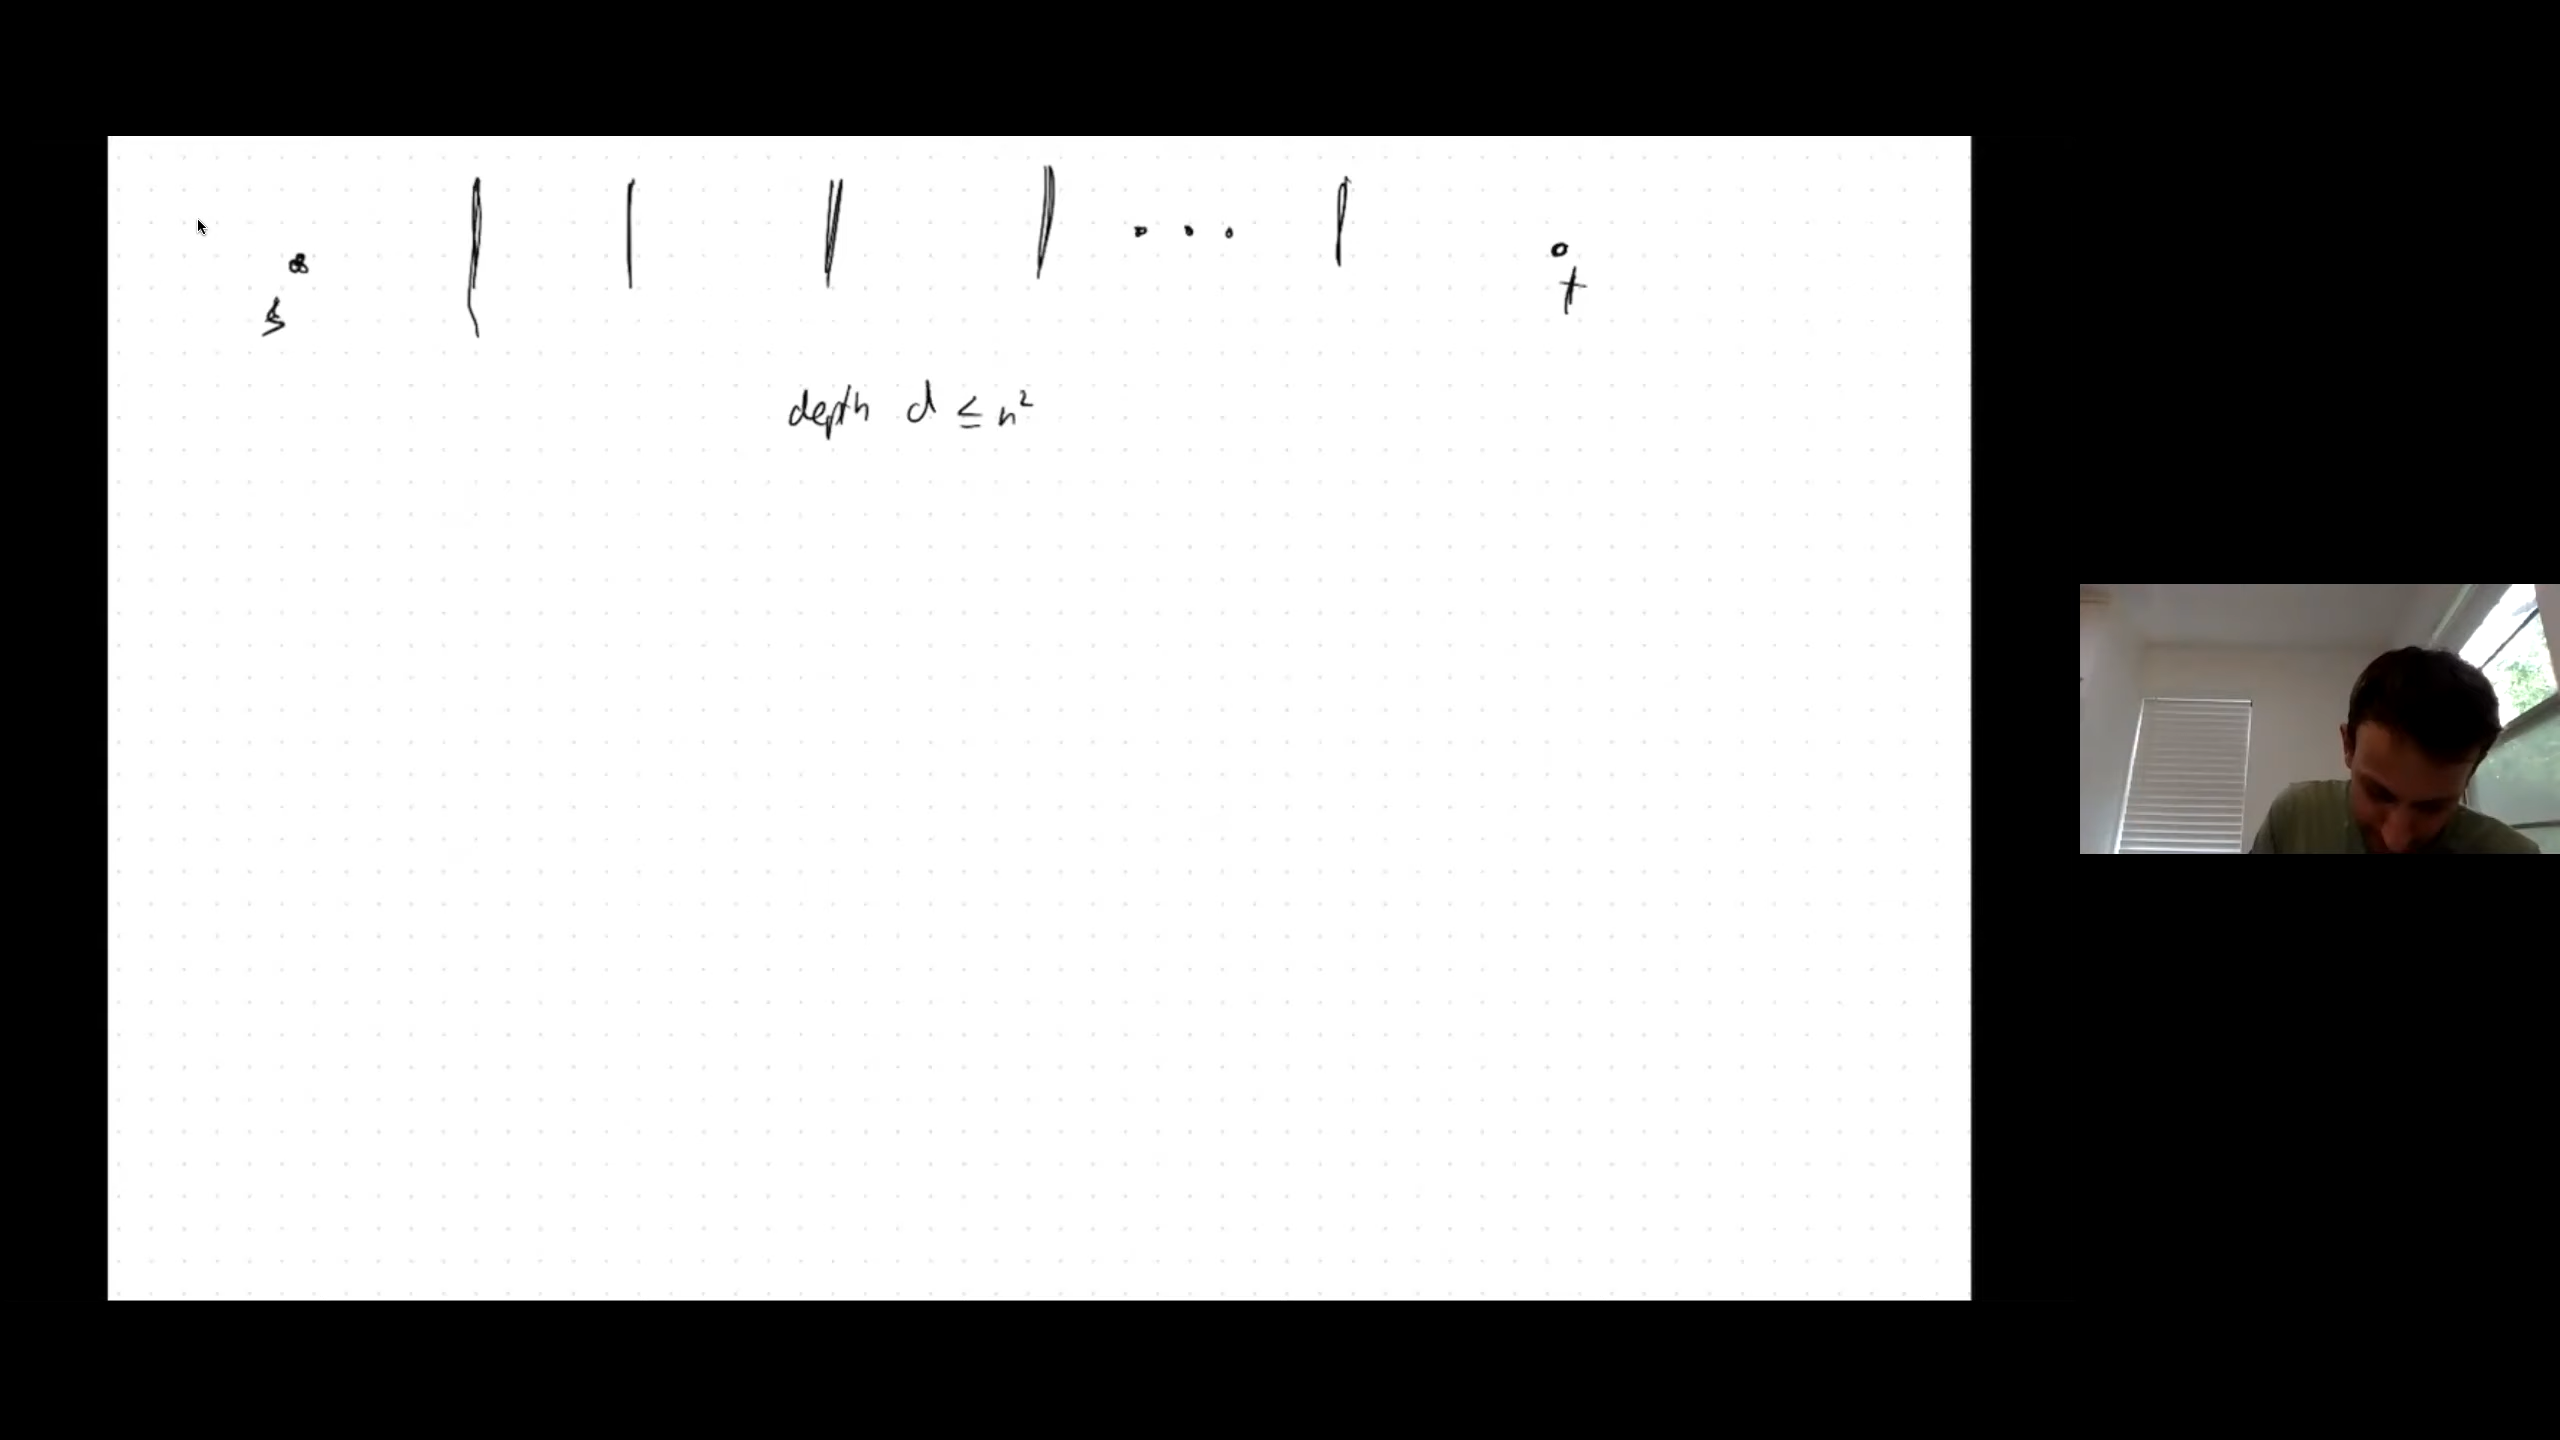 . . .
s t
depth d ≤ n²